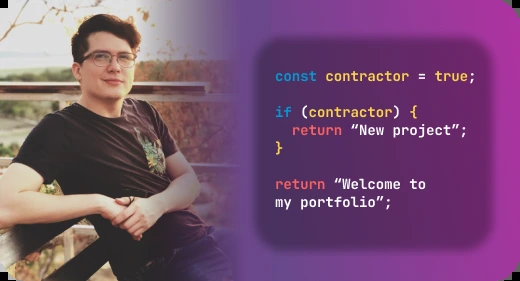 const contractor = true;
if (contractor) {
return “New project”;
}
return “Welcome to
my portfolio”;